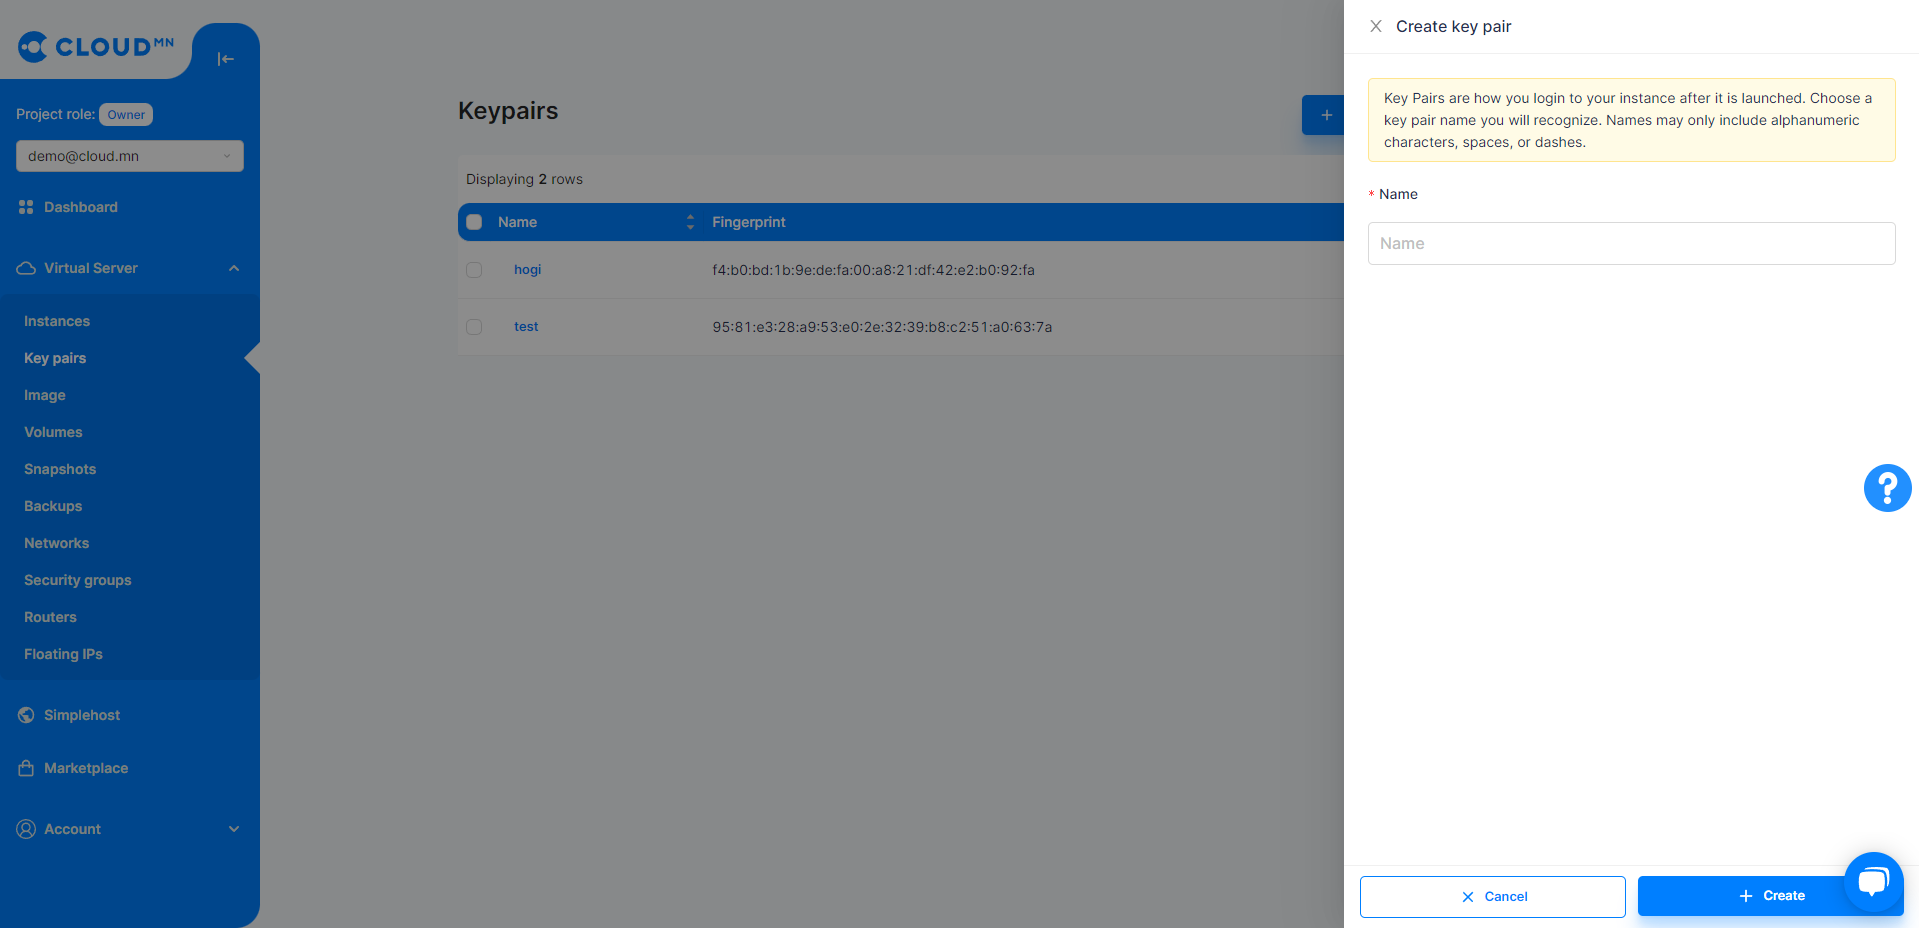 CLOUD MN
Project role: Owner
demo@cloud.mn
Dashboard
Virtual Server
Instances
Key pairs
Image
Volumes
Snapshots
Backups
Networks
Security groups
Routers
Floating IPs
Simplehost
Marketplace
Account
Keypairs
Displaying 2 rows
Name Fingerprint
hogi f4:b0:bd:1b:9e:de:fa:00:a8:21:df:42:e2:b0:92:fa
test 95:81:e3:28:a9:53:e0:2e:32:39:b8:c2:51:a0:63:7a
Create key pair
Key Pairs are how you login to your instance after it is launched. Choose a
key pair name you will recognize. Names may only include alphanumeric
characters, spaces, or dashes.
* Name
Name
Cancel
Create